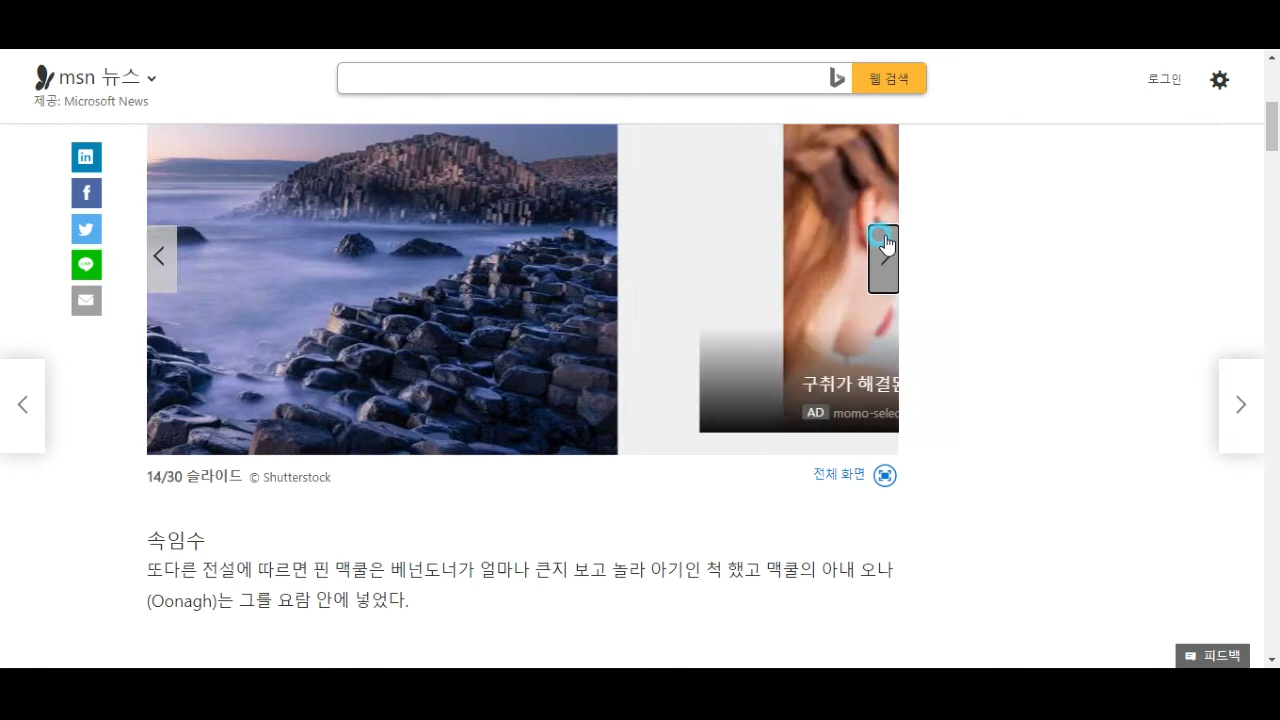 msn 뉴스
제공: Microsoft News
웹 검색
로그인
in
f
구취가 해결
AD momo-selec
14/30 슬라이드 © Shutterstock
전체 화면
속임수
또다른 전설에 따르면 핀 맥쿨은 베넌도너가 얼마나 큰지 보고 놀라 아기인 척 했고 맥쿨의 아내 오나
(Oonagh)는 그를 요람 안에 넣었다.
피드백